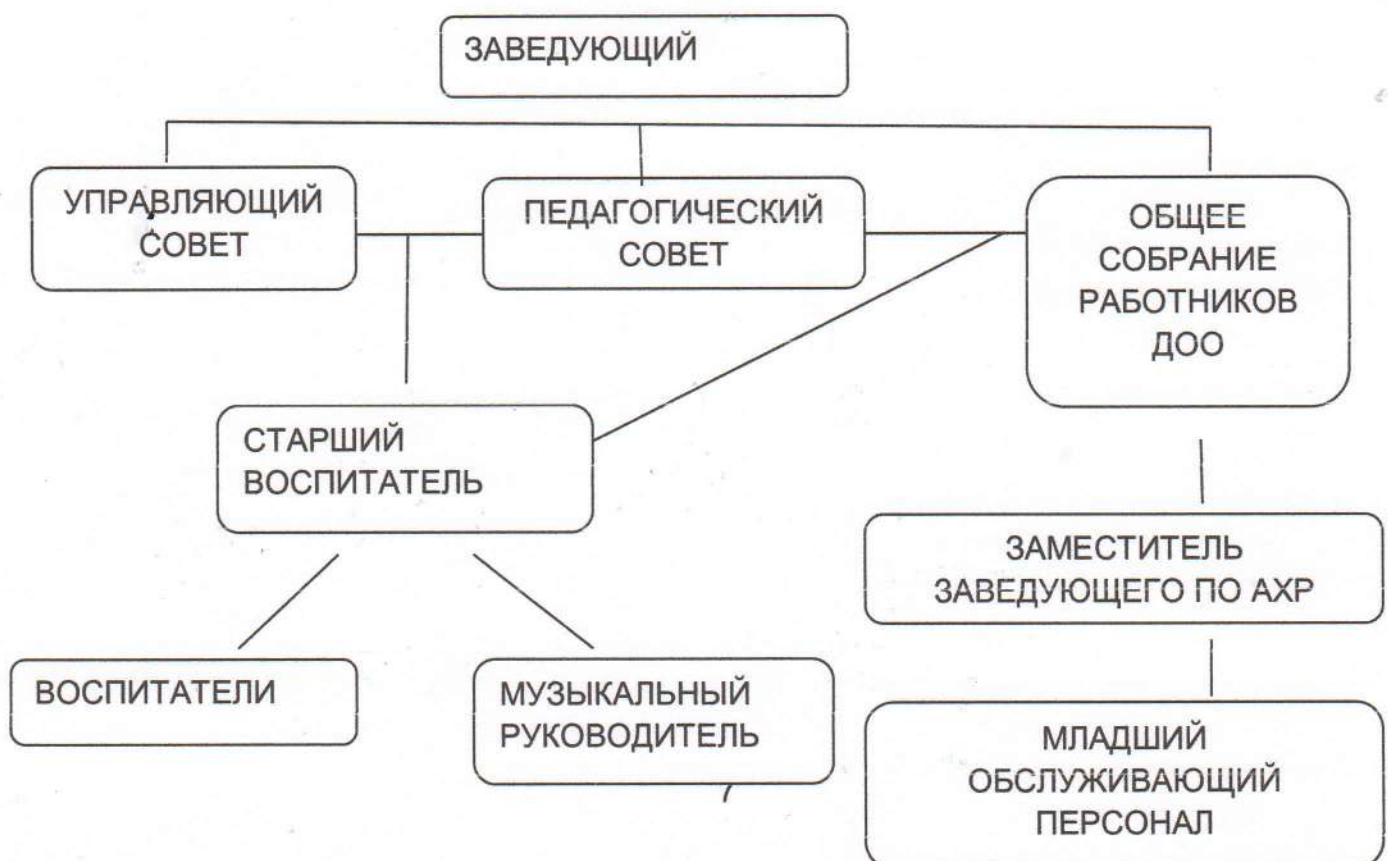 ЗАВЕДУЮЩИЙ
УПРАВЛЯЮЩИЙ
СОВЕТ
ПЕДАГОГИЧЕСКИЙ
СОВЕТ
ОБЩЕЕ
СОБРАНИЕ
РАБОТНИКОВ
ДОО
СТАРШИЙ
ВОСПИТАТЕЛЬ
ЗАМЕСТИТЕЛЬ
ЗАВЕДУЮЩЕГО ПО АХР
ВОСПИТАТЕЛИ
МУЗЫКАЛЬНЫЙ
РУКОВОДИТЕЛЬ
МЛАДШИЙ
ОБСЛУЖИВАЮЩИЙ
ПЕРСОНАЛ